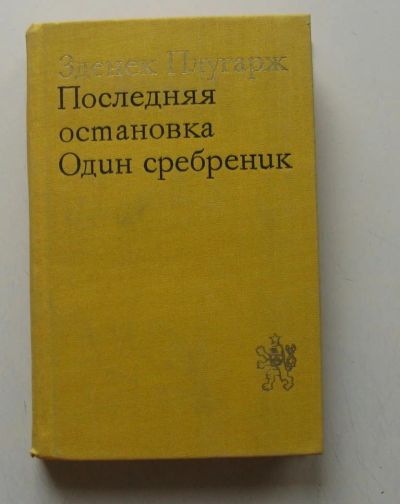 Зденек Плугарж
Последняя
остановка
Один сребреник